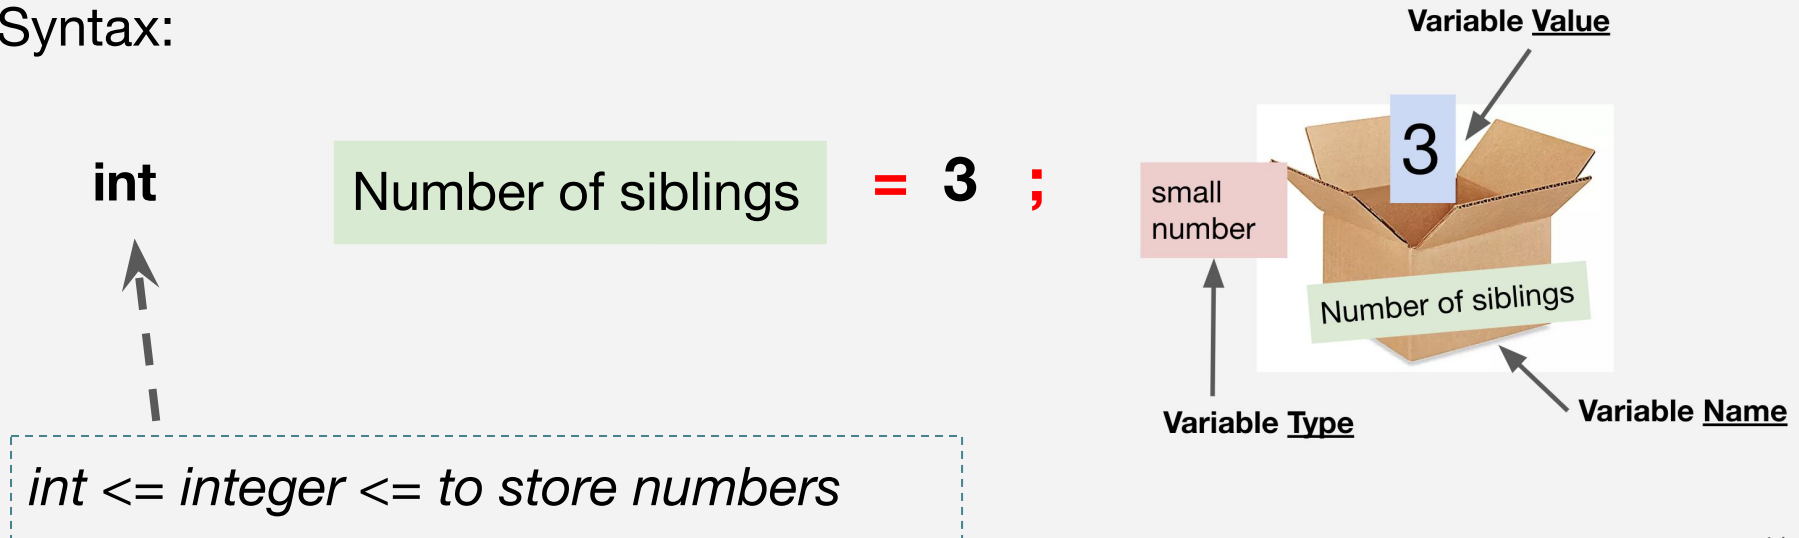 Syntax:
int Number of siblings = 3 ;
int <= integer <= to store numbers
Variable Value
3
small
number
Number of siblings
Variable Type
Variable Name